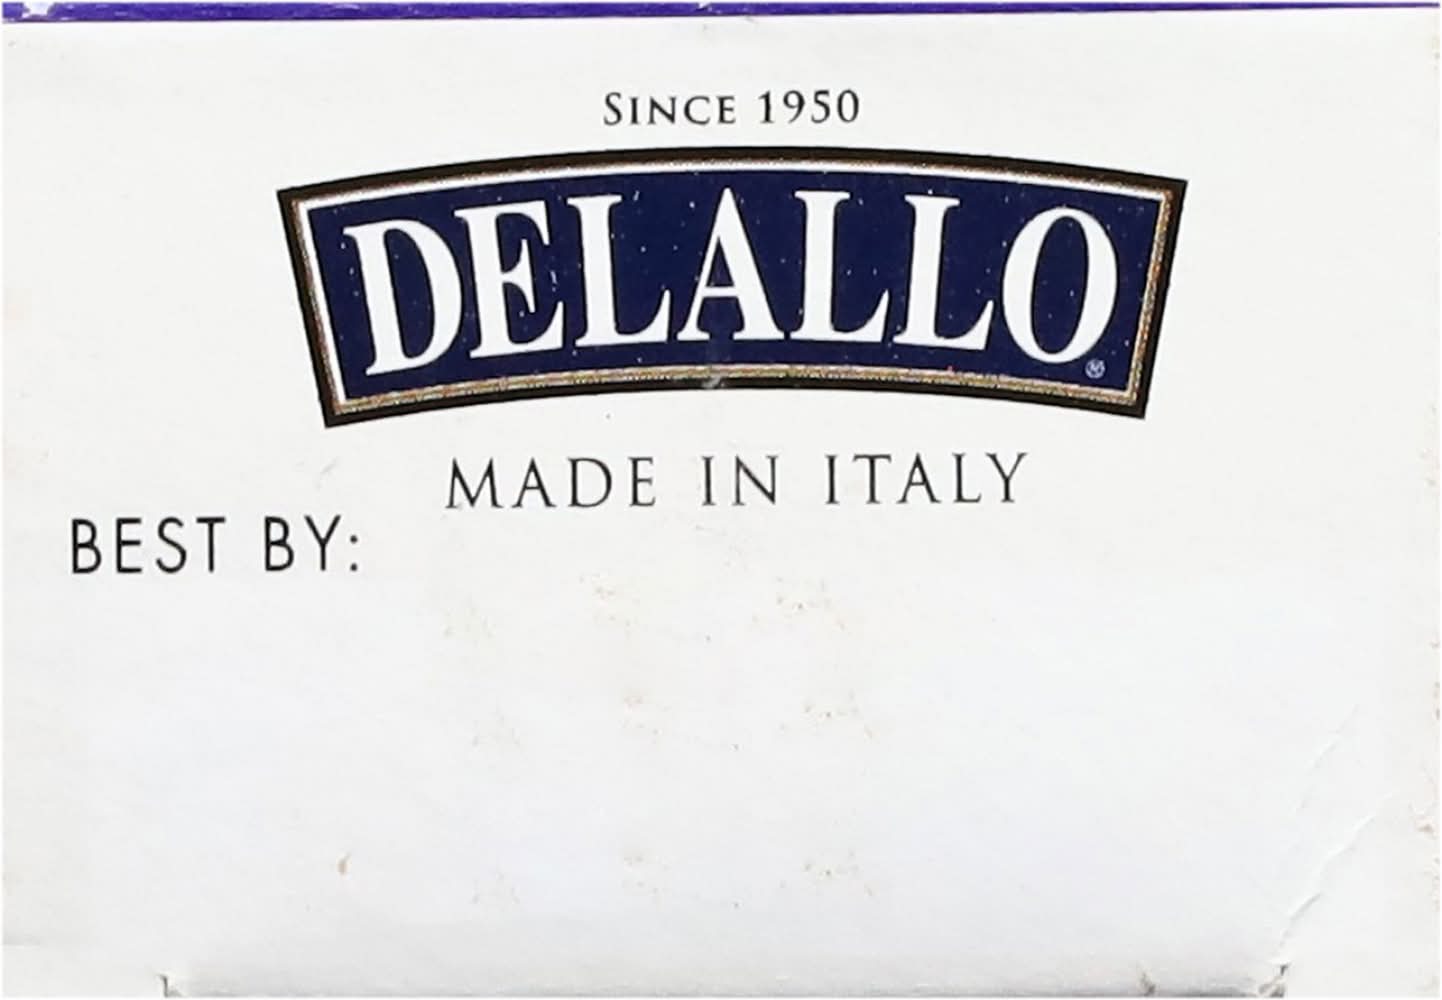 SINCE 1950
DELALLO®
MADE IN ITALY
BEST BY: